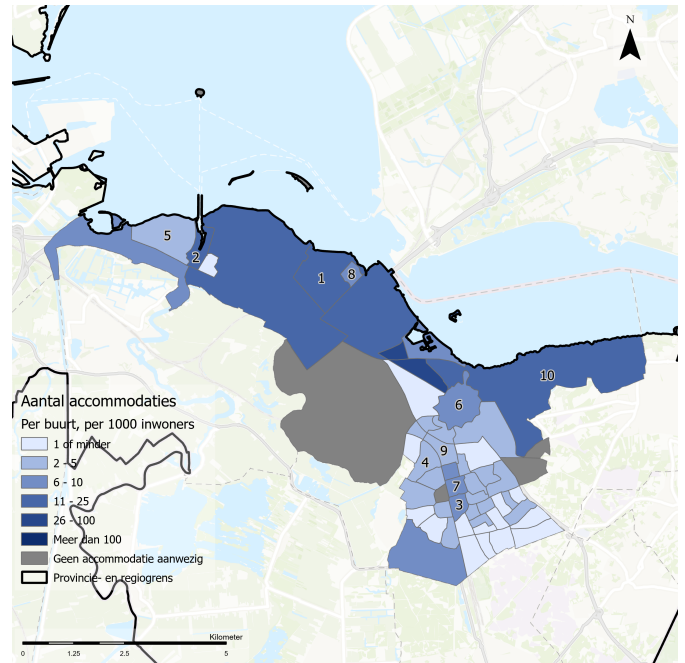 N
5
2
1
8
10
6
9
4
7
3
Aantal accommodaties
Per buurt, per 1000 inwoners
1 of minder
2 - 5
6 - 10
11 - 25
26 - 100
Meer dan 100
Geen accommodatie aanwezig
Provincie- en regiogrens
Kilometer
0 1.25 2.5 5